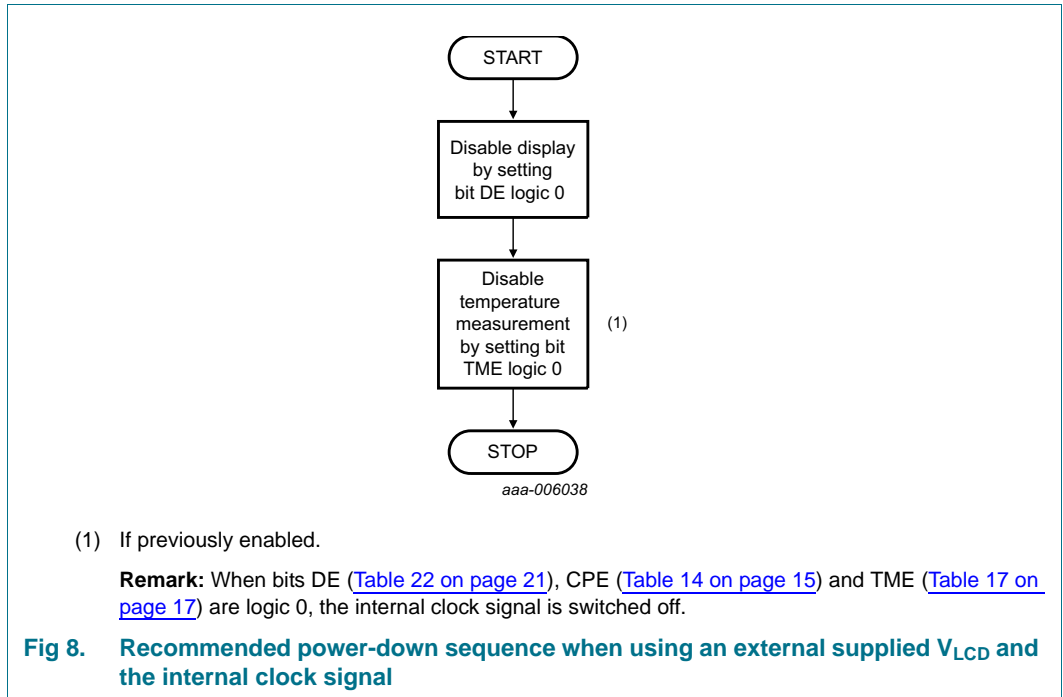 START
Disable display
by setting
bit DE logic 0
Disable
temperature
measurement
by setting bit
TME logic 0
(1)
STOP
aaa-006038
(1) If previously enabled.
Remark: When bits DE (Table 22 on page 21), CPE (Table 14 on page 15) and TME (Table 17 on
page 17) are logic 0, the internal clock signal is switched off.
Fig 8. Recommended power-down sequence when using an external supplied VLCD and
the internal clock signal